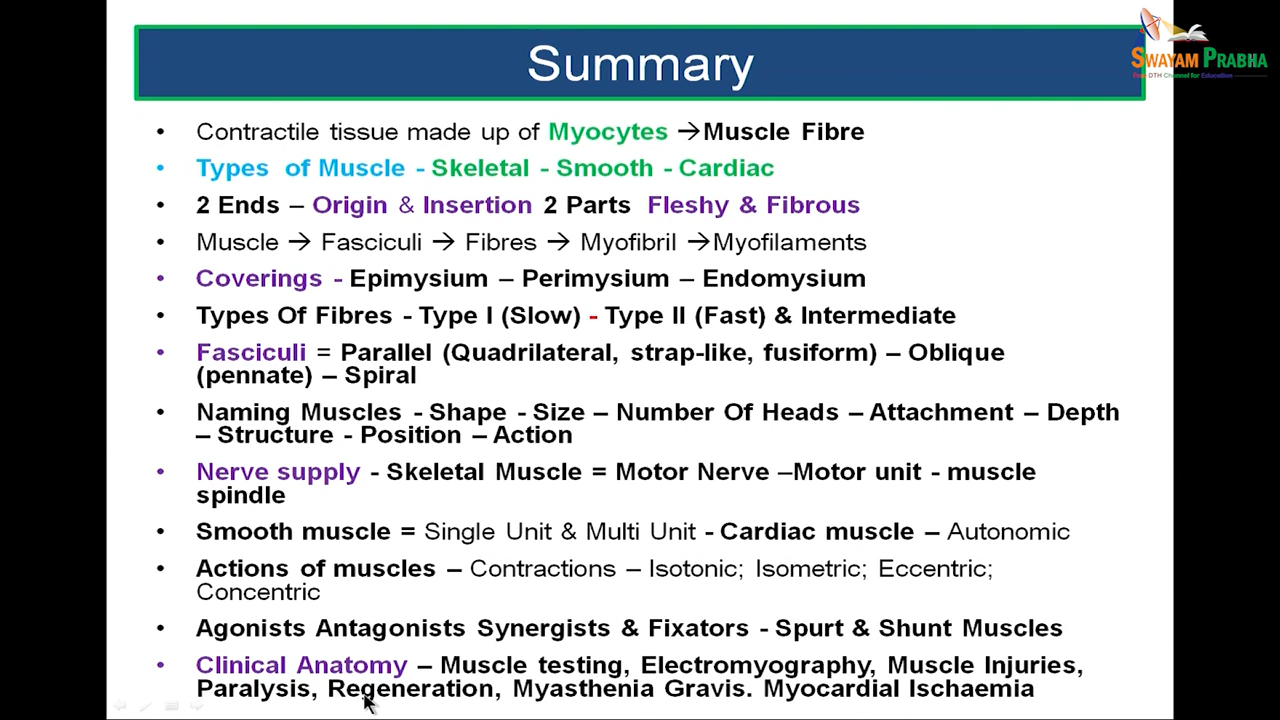 Summary
SWAYAM PRABHA
Free DTH Channel for Education
• Contractile tissue made up of Myocytes →Muscle Fibre
• Types of Muscle - Skeletal - Smooth - Cardiac
• 2 Ends – Origin & Insertion 2 Parts Fleshy & Fibrous
• Muscle → Fasciculi → Fibres → Myofibril →Myofilaments
• Coverings - Epimysium – Perimysium – Endomysium
• Types Of Fibres - Type I (Slow) - Type II (Fast) & Intermediate
• Fasciculi = Parallel (Quadrilateral, strap-like, fusiform) – Oblique
(pennate) – Spiral
• Naming Muscles - Shape - Size – Number Of Heads – Attachment – Depth
– Structure - Position – Action
• Nerve supply - Skeletal Muscle = Motor Nerve –Motor unit - muscle
spindle
• Smooth muscle = Single Unit & Multi Unit - Cardiac muscle – Autonomic
• Actions of muscles – Contractions – Isotonic; Isometric; Eccentric;
Concentric
• Agonists Antagonists Synergists & Fixators - Spurt & Shunt Muscles
• Clinical Anatomy – Muscle testing, Electromyography, Muscle Injuries,
Paralysis, Regeneration, Myasthenia Gravis. Myocardial Ischaemia